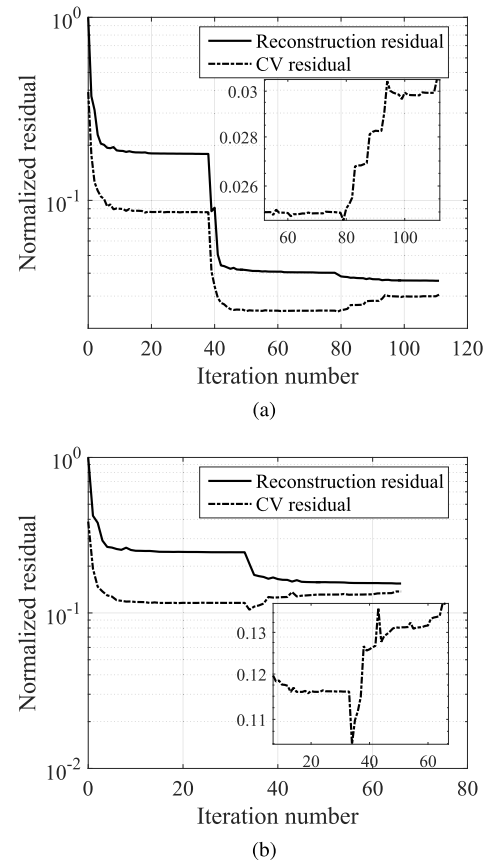 10^0
Reconstruction residual
CV residual
0.03
0.028
0.026
60 80 100
10^-1
Normalized residual
0 20 40 60 80 100 120
Iteration number
(a)
10^0
Reconstruction residual
CV residual
10^-1
0.13
0.12
0.11
20 40 60
10^-2
Normalized residual
0 20 40 60 80
Iteration number
(b)